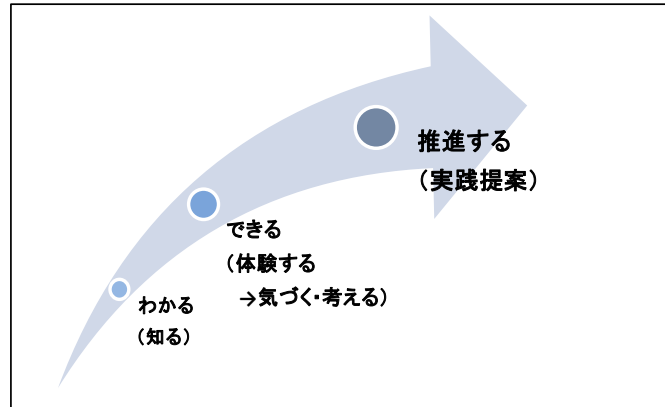 推進する
（実践提案）
できる
（体験する
→気づく・考える）
わかる
（知る）